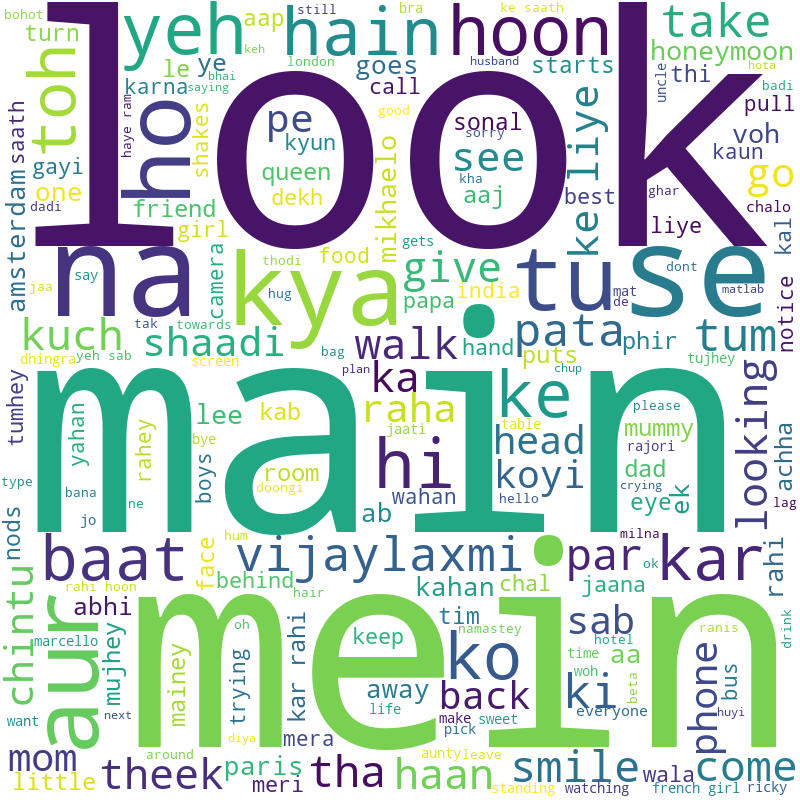 look
main
mein
bohot
bra
ke saath
still
yeh
hain
hoon
take
turn
keh
aap
bhai
london
saying
husband
uncle
hota
badi
honeymoon
le
ye
karna
goes
call
starts
thi
pull
toh
ho
haye ram
shakes
pe
kyun
good
sonal
sorry
see
ke liye
voh
kaun
amsterdam
saath
gayi
one
queen
dekh
mikhaelo
kha
aaj
best
ghar
go
chalo
dadi
friend
girl
liye
kal
notice
na
say
jaa
camera
thodi
food
gets
kya
hug
give
papa
india
tu
mat
de
se
dont
matlab
kuch
tak
towards
shaadi
walk
hand
pata
phir
tum
puts
tujhey
dhingra
yeh sab
screen
bag
plan
ka
chup
tumhey
yahan
rahey
lee
kab
raha
ke
please
looking
achha
bye
jaati
table
head
mummy
rajori
type
bana
jo
ne
boys
room
doongi
hi
wahan
hello
koyi
crying
dad
eye
ek
lag
nods
ab
hum
milna
ok
baat
face
vijaylaxmi
par
kar
rahi
chintu
rahi hoon
abhi
behind
hair
kahan
chal
jaana
aur
marcello
mujhey
mainey
oh
trying
kar rahi
keep
tim
namastey
ko
sab
hotel
time
woh
aa
ranis
phone
bus
drink
want
next
diya
mera
life
away
back
make
sweet
pick
ki
everyone
beta
huyi
mom
little
around
theek
paris
meri
tha
haan
aunty
leave
standing
smile
watching
wala
come
french girl
ricky